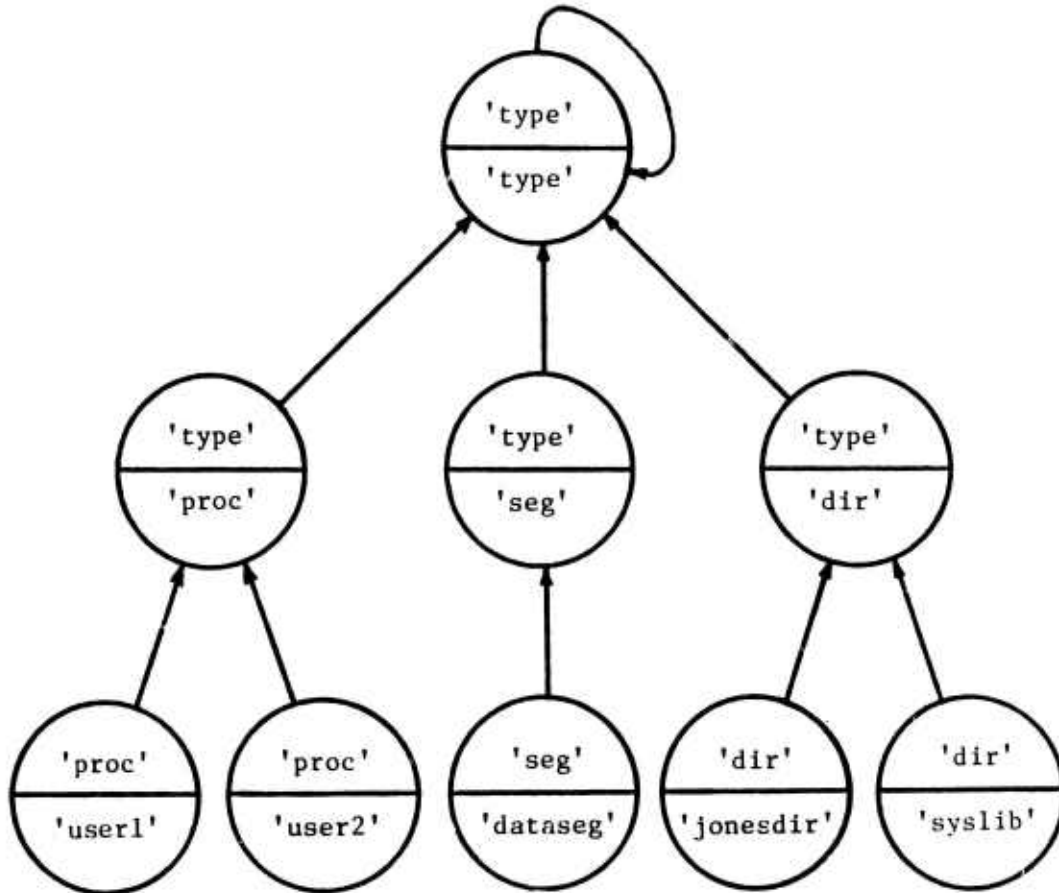 'type'
'type'
'type'
'proc'
'type'
'seg'
'type'
'dir'
'proc'
'user1'
'proc'
'user2'
'seg'
'dataseg'
'dir'
'jonesdir'
'dir'
'syslib'